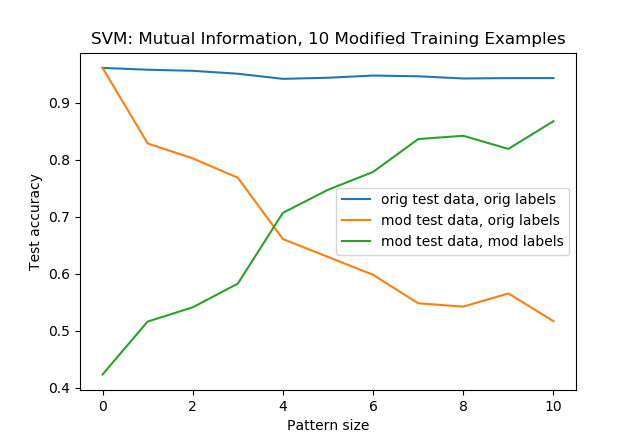 SVM: Mutual Information, 10 Modified Training Examples
Test accuracy
0.9
0.8
0.7
0.6
0.5
0.4
orig test data, orig labels
mod test data, orig labels
mod test data, mod labels
0 2 4 6 8 10
Pattern size